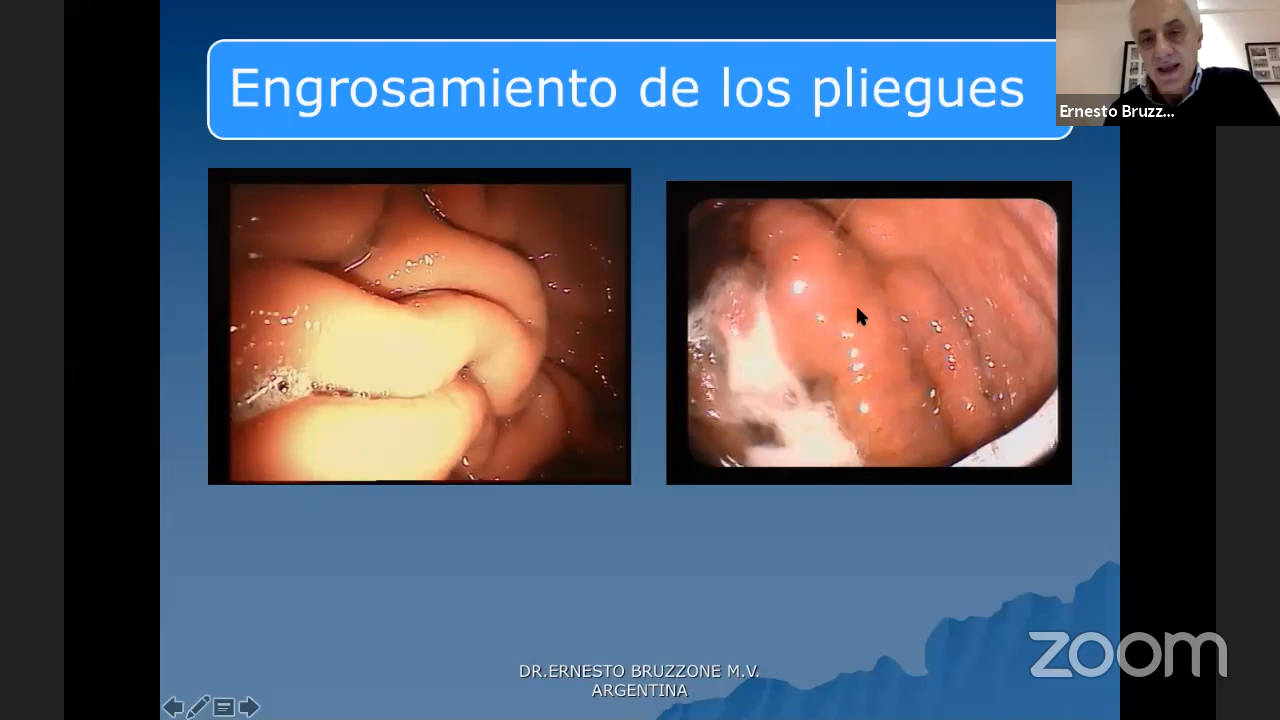 Engrosamiento de los pliegues
Ernesto Bruzz...
DR.ERNESTO BRUZZONE M.V.
ARGENTINA
zoom